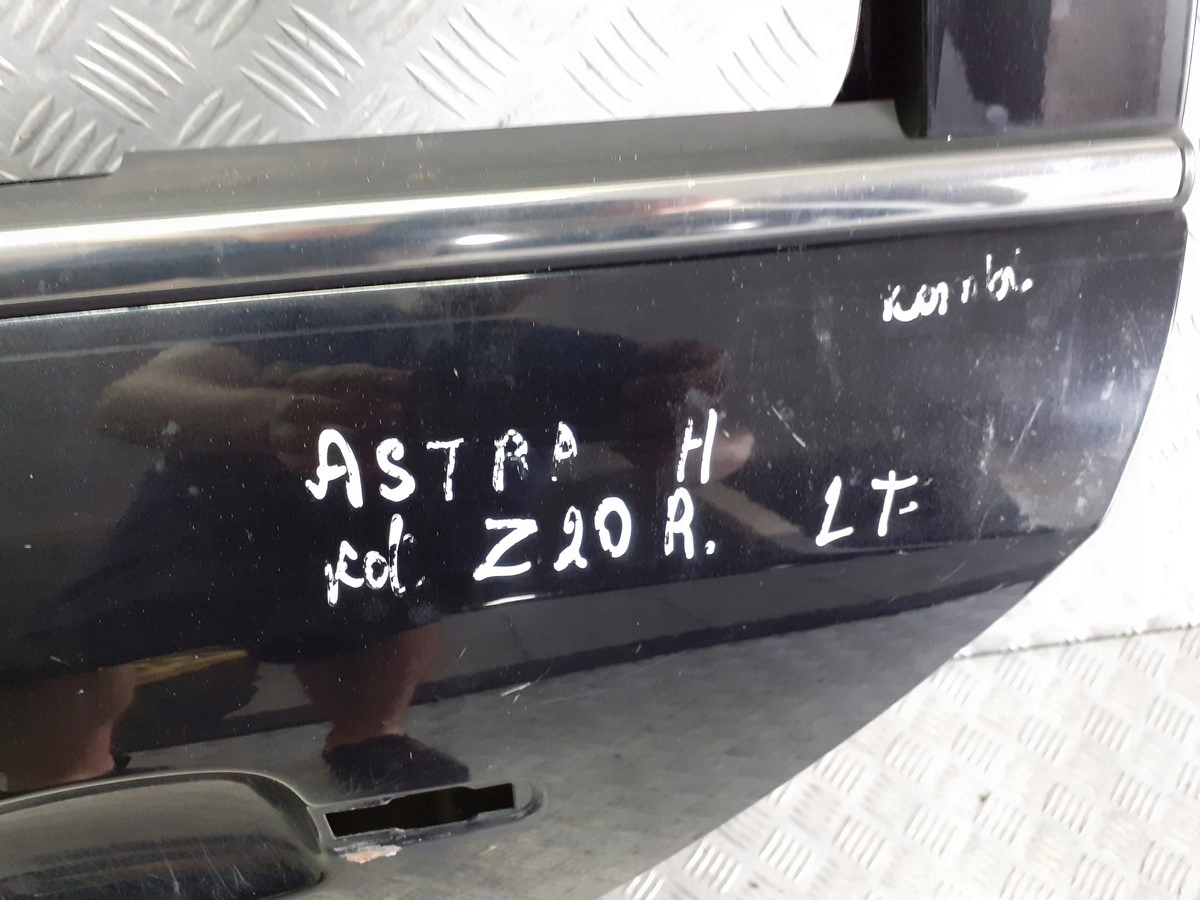 kombi.
ASTRA H
kol. Z20R. LT